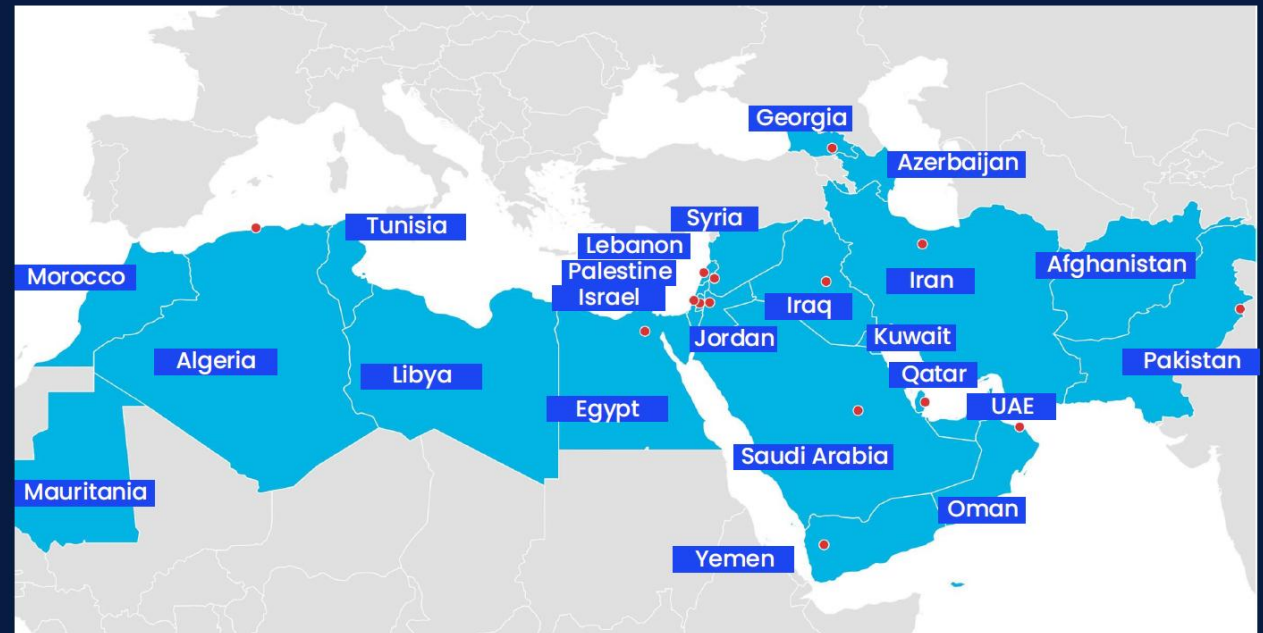 Georgia
Azerbaijan
Syria
Tunisia
Lebanon
Palestine
Israel
Morocco
Afghanistan
Iran
Iraq
Jordan
Kuwait
Algeria
Libya
Qatar
Pakistan
Egypt
UAE
Saudi Arabia
Mauritania
Oman
Yemen